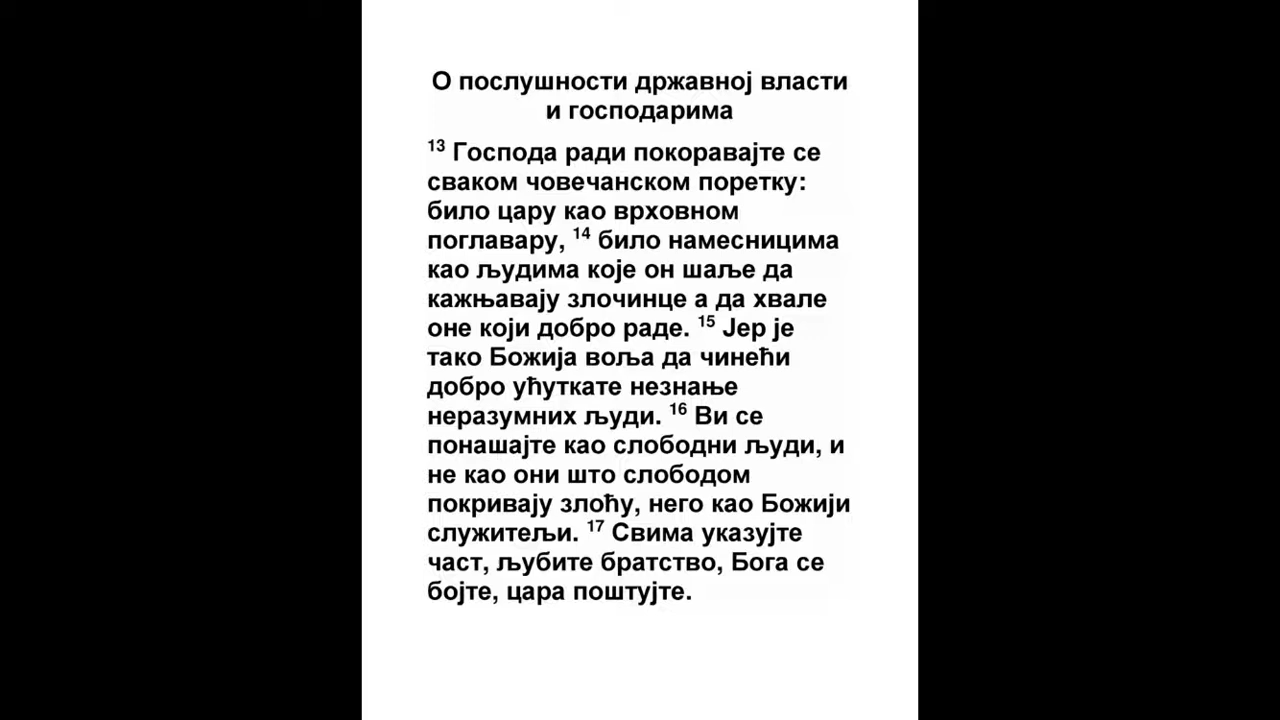 О послушности државној власти
и господарима
13 Господа ради покоравајте се
сваком човечанском поретку:
било цару као врховном
поглавару, 14 било намесницима
као људима које он шаље да
кажњавају злочинце а да хвале
оне који добро раде. 15 Јер је
тако Божија воља да чинећи
добро ућуткате незнање
неразумних људи. 16 Ви се
понашајте као слободни људи, и
не као они што слободом
покривају злоћу, него као Божији
служитељи. 17 Свима указујте
част, љубите братство, Бога се
бојте, цара поштујте.